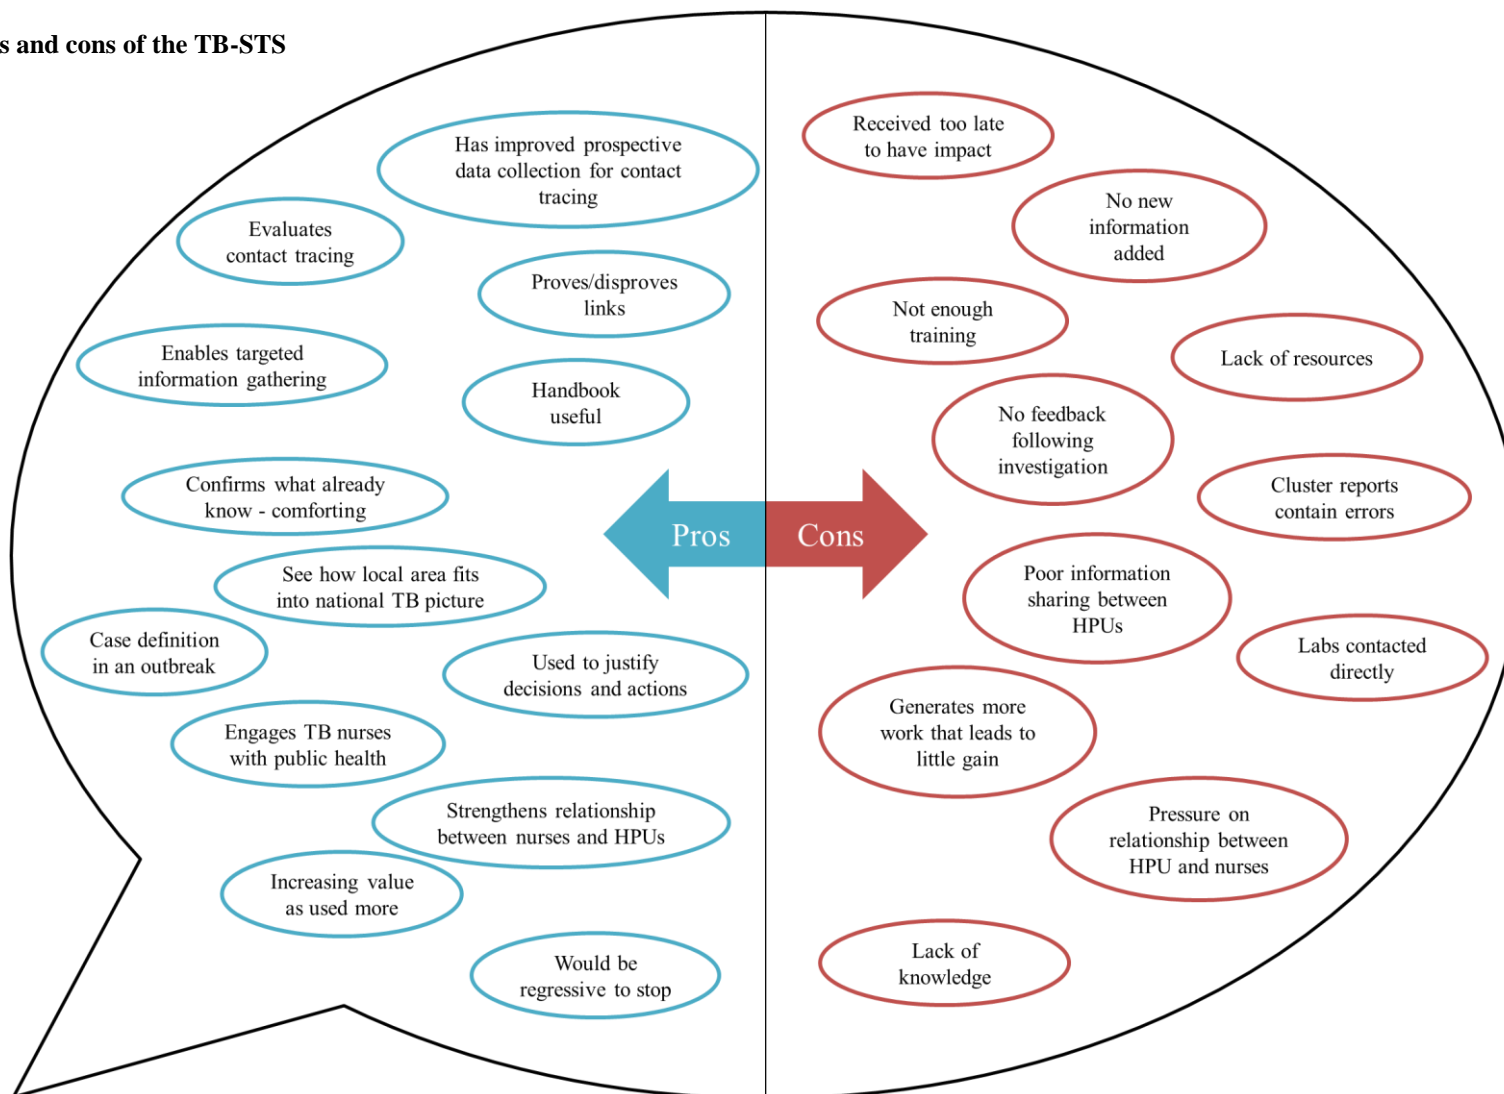 s and cons of the TB-STS
Has improved prospective
data collection for contact
tracing
Evaluates
contact tracing
Proves/disproves
links
Enables targeted
information gathering
Handbook
useful
Confirms what already
know - comforting
See how local area fits
into national TB picture
Case definition
in an outbreak
Used to justify
decisions and actions
Engages TB nurses
with public health
Strengthens relationship
between nurses and HPUs
Increasing value
as used more
Would be
regressive to stop
Pros
Cons
Received too late
to have impact
No new
information
added
Not enough
training
Lack of resources
No feedback
following
investigation
Cluster reports
contain errors
Poor information
sharing between
HPUs
Labs contacted
directly
Generates more
work that leads to
little gain
Pressure on
relationship between
HPU and nurses
Lack of
knowledge